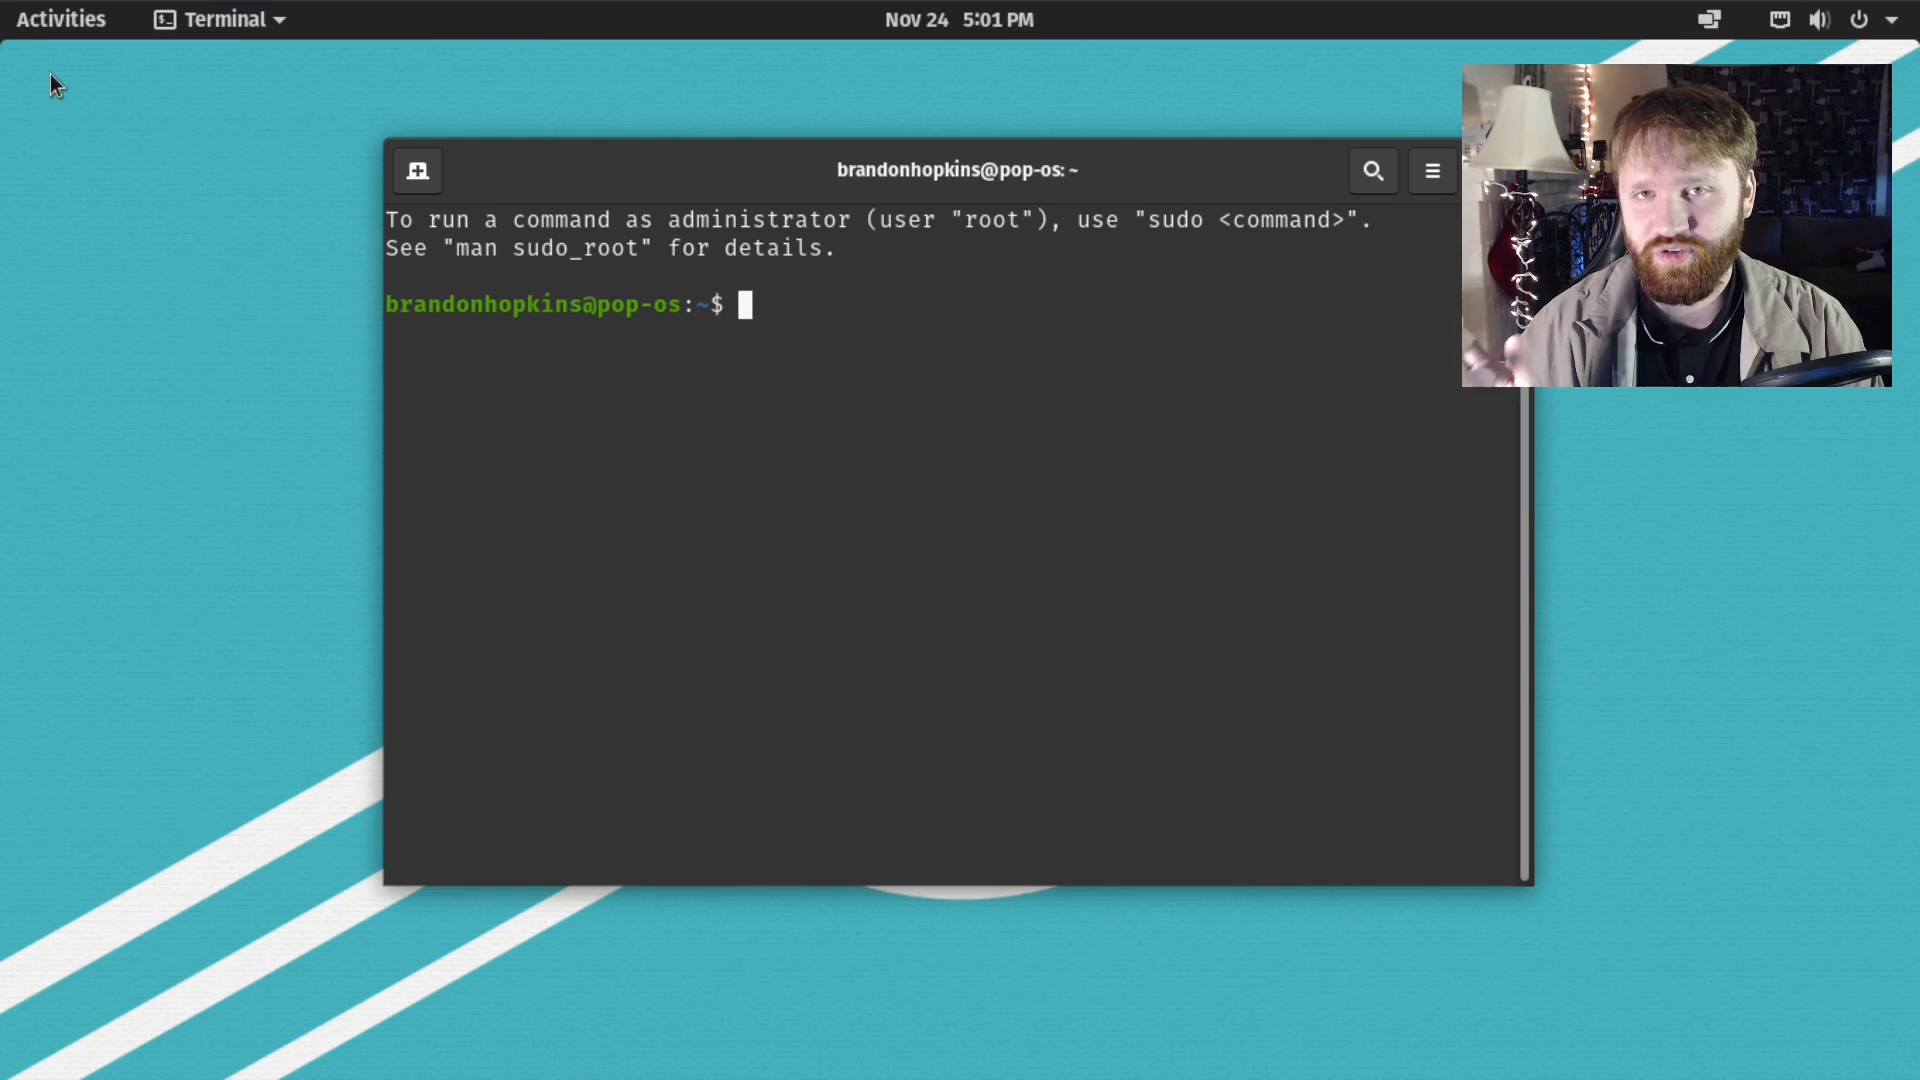 Activities
Terminal
Nov 24 5:01 PM
brandonhopkins@pop-os: ~
To run a command as administrator (user "root"), use "sudo <command>".
See "man sudo_root" for details.
brandonhopkins@pop-os:~$